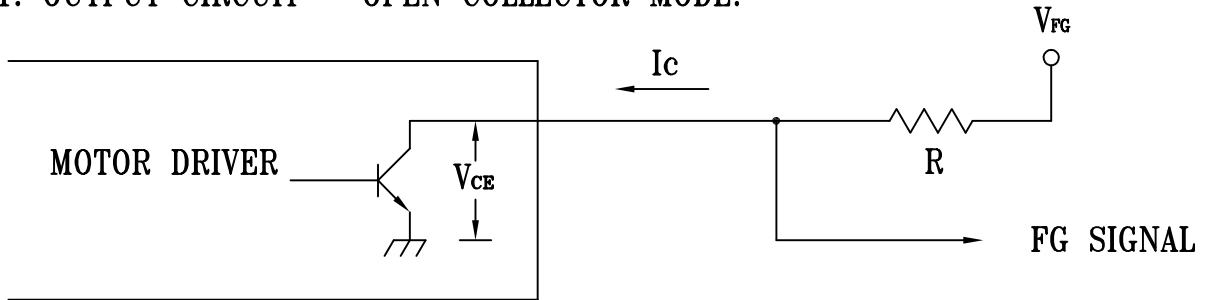 OUTPUT CIRCUIT - OPEN COLLECTOR MODE:
VFG
Ic
MOTOR DRIVER
VCE
R
FG SIGNAL